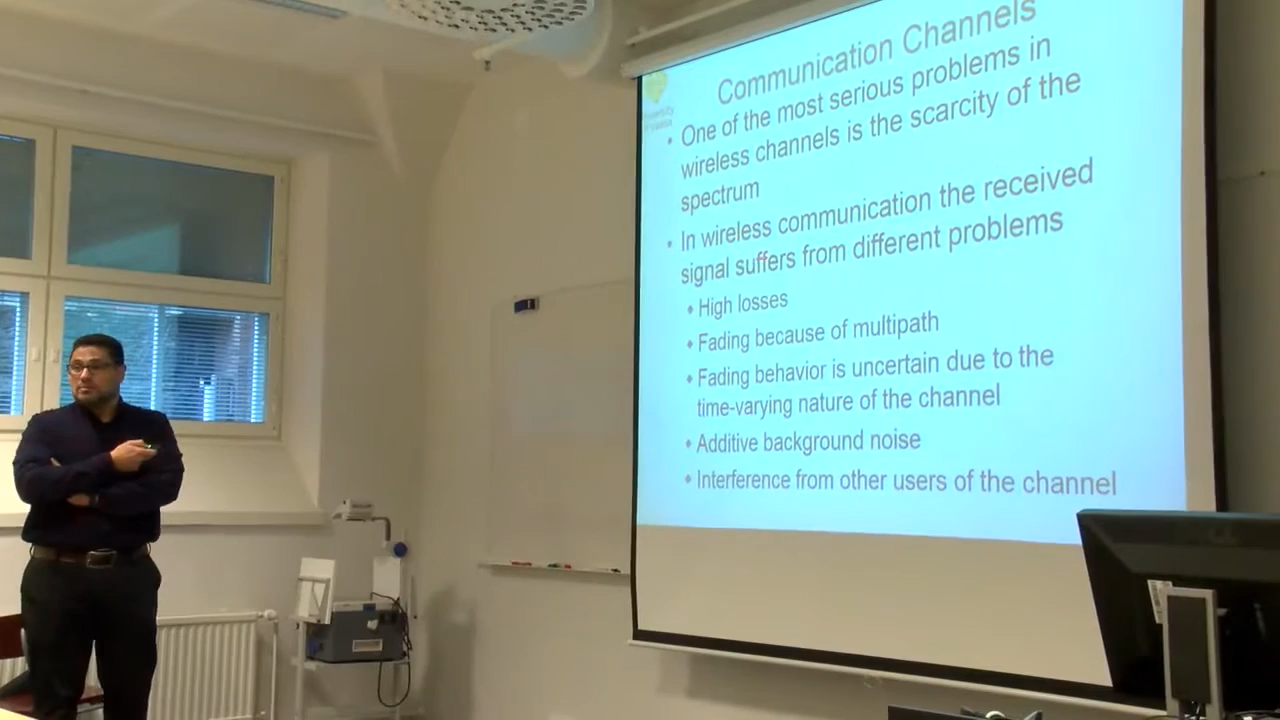 Communication Channels
• One of the most serious problems in
wireless channels is the scarcity of the
spectrum
• In wireless communication the received
signal suffers from different problems
• High losses
• Fading because of multipath
• Fading behavior is uncertain due to the
time-varying nature of the channel
• Additive background noise
• Interference from other users of the channel